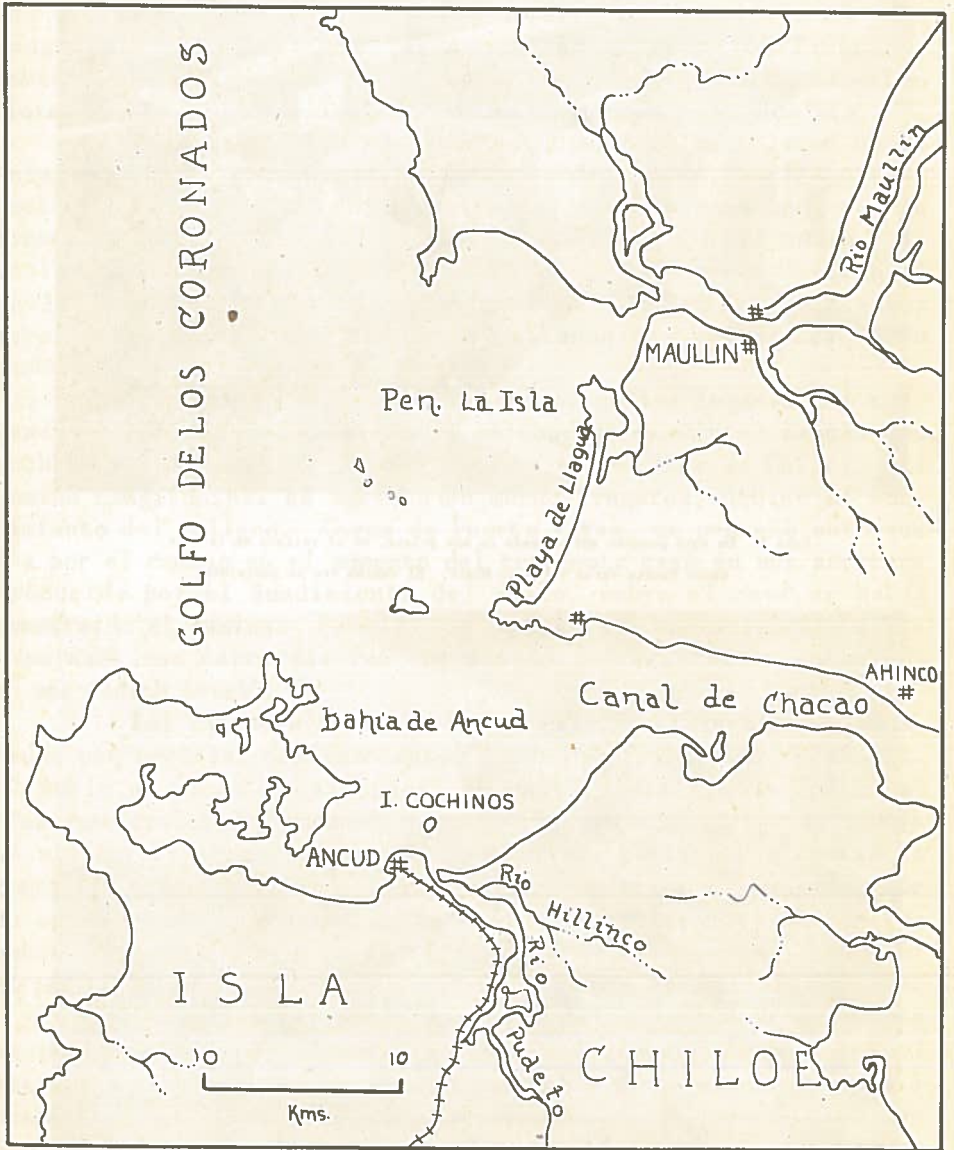 GOLFO DE LOS CORONADOS
Rio Maullin
MAULLIN
Pen. La Isla
Playa de Llagua
AHINCO
Canal de Chacao
Bahia de Ancud
I. COCHINOS
ANCUD
Rio
Hillinco
Rio
Pudeto
ISLA
CHILOE
10 10
Kms.